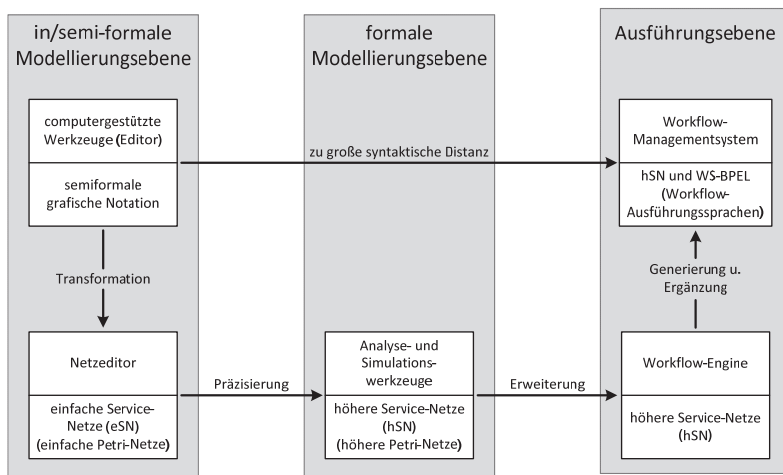 in/semi-formale
Modellierungsebene
formale
Modellierungsebene
Ausführungsebene
computergestützte
Werkzeuge (Editor)
semiformale
grafische Notation
zu große syntaktische Distanz
Workflow-
Managementsystem
hSN und WS-BPEL
(Workflow-
Ausführungssprachen)
Transformation
Generierung u.
Ergänzung
Netzeditor
einfache Service-
Netze (eSN)
(einfache Petri-Netze)
Präzisierung
Analyse- und
Simulations-
werkzeuge
höhere Service-Netze
(hSN)
(höhere Petri-Netze)
Erweiterung
Workflow-Engine
höhere Service-Netze
(hSN)